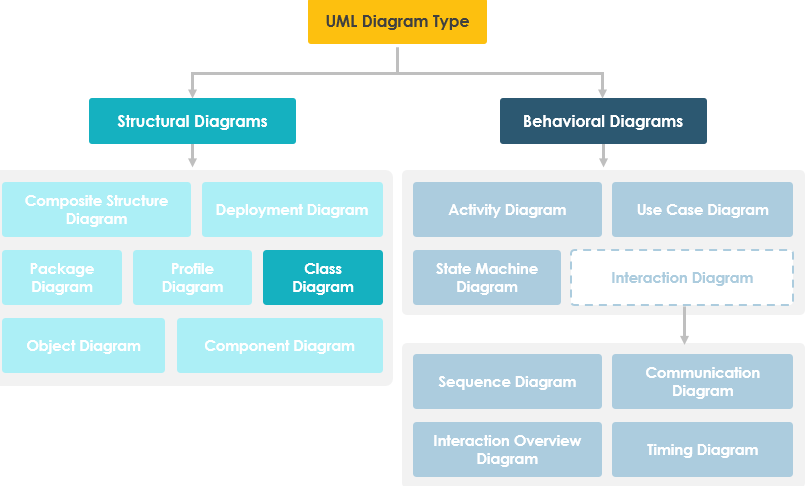 UML Diagram Type
Structural Diagrams
Behavioral Diagrams
Composite Structure
Diagram
Deployment Diagram
Package
Diagram
Profile
Diagram
Class
Diagram
Object Diagram
Component Diagram
Activity Diagram
Use Case Diagram
State Machine
Diagram
Interaction Diagram
Sequence Diagram
Communication
Diagram
Interaction Overview
Diagram
Timing Diagram